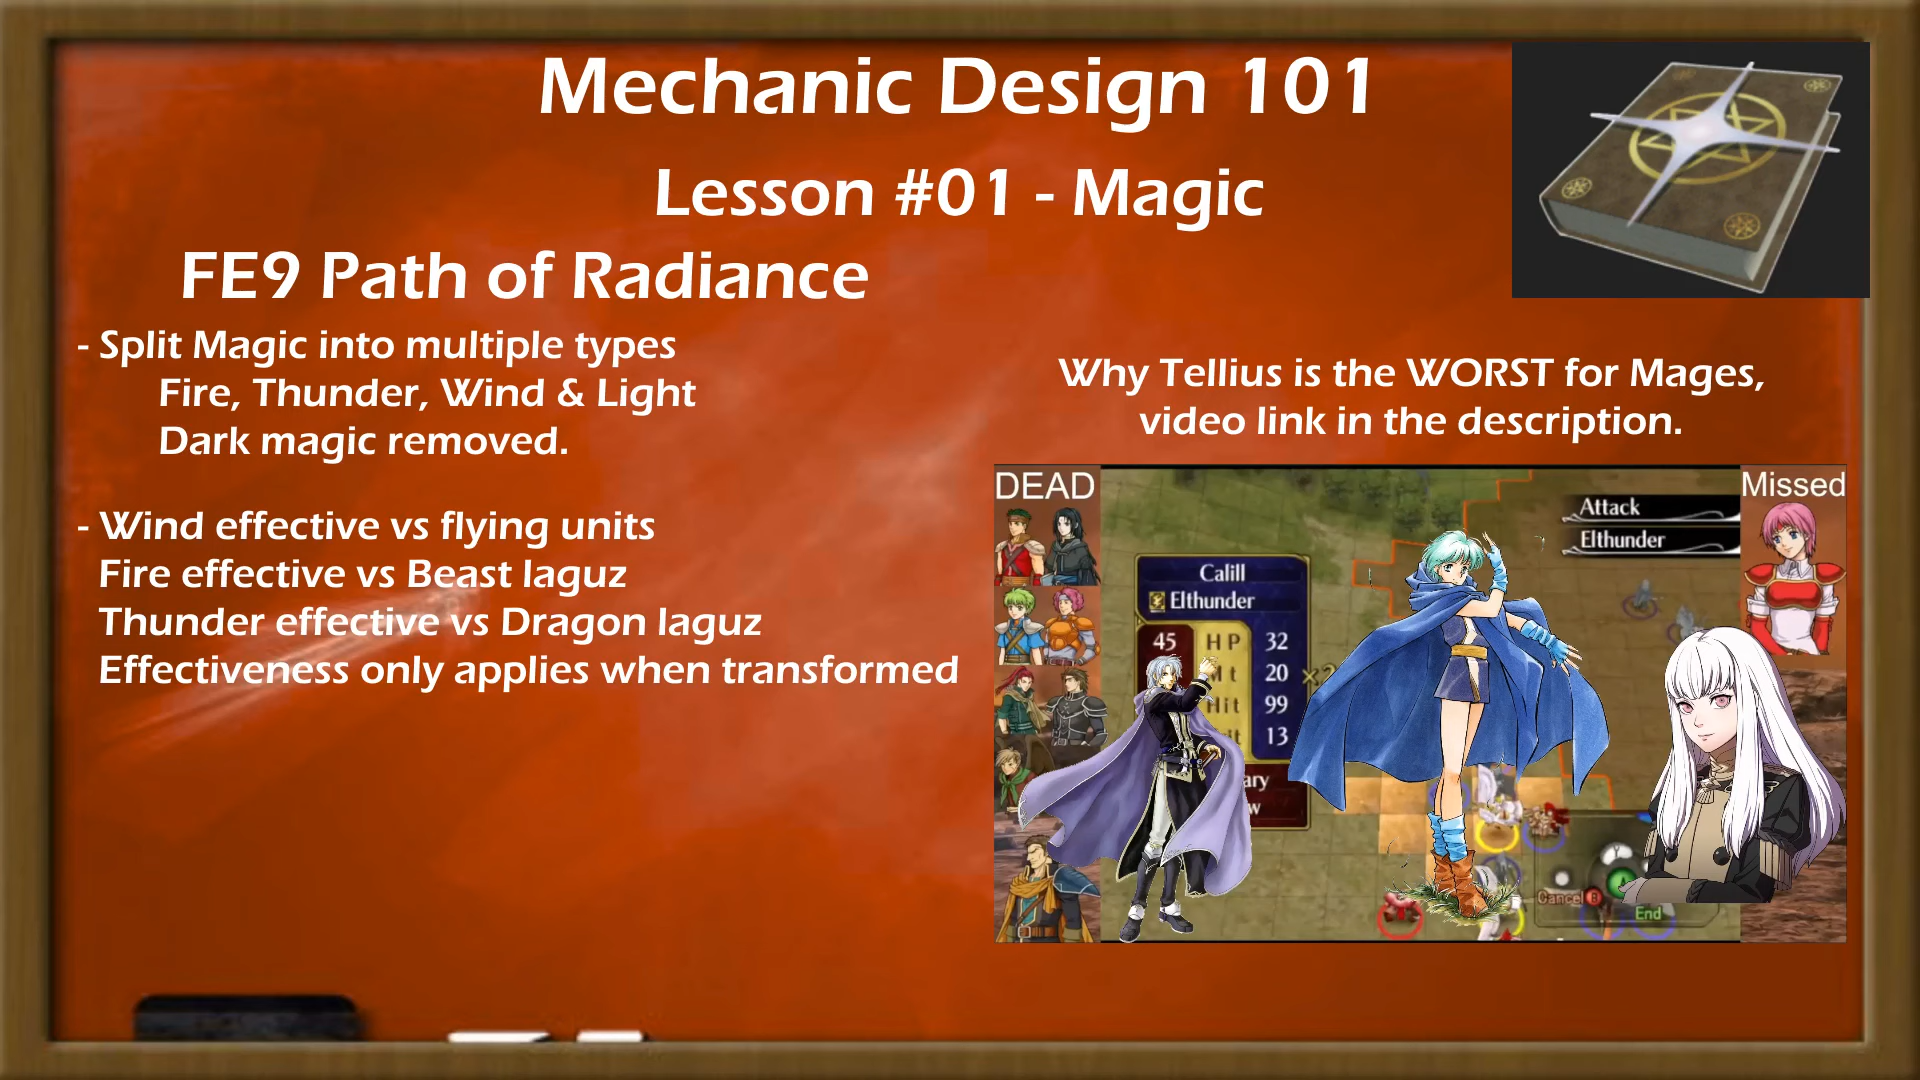 Mechanic Design 101
Lesson #01 - Magic
FE9 Path of Radiance
- Split Magic into multiple types
Fire, Thunder, Wind & Light
Dark magic removed.
- Wind effective vs flying units
Fire effective vs Beast laguz
Thunder effective vs Dragon laguz
Effectiveness only applies when transformed
Why Tellius is the WORST for Mages,
video link in the description.
DEAD
Missed
Attack
Elthunder
Calill
Elthunder
45 HP 32
20 ×2
Hit 99
13
End
Cancel